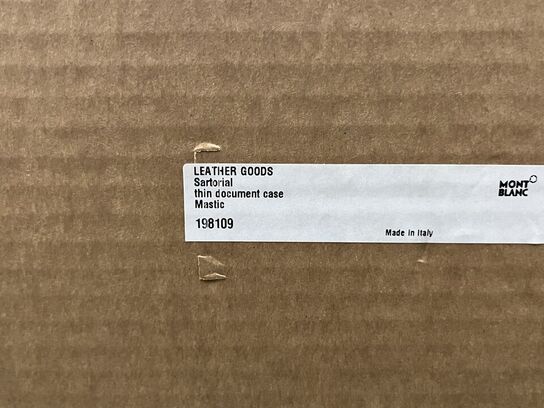 LEATHER GOODS
Sartorial
thin document case
Mastic
198109
MONT
BLANC
Made in Italy